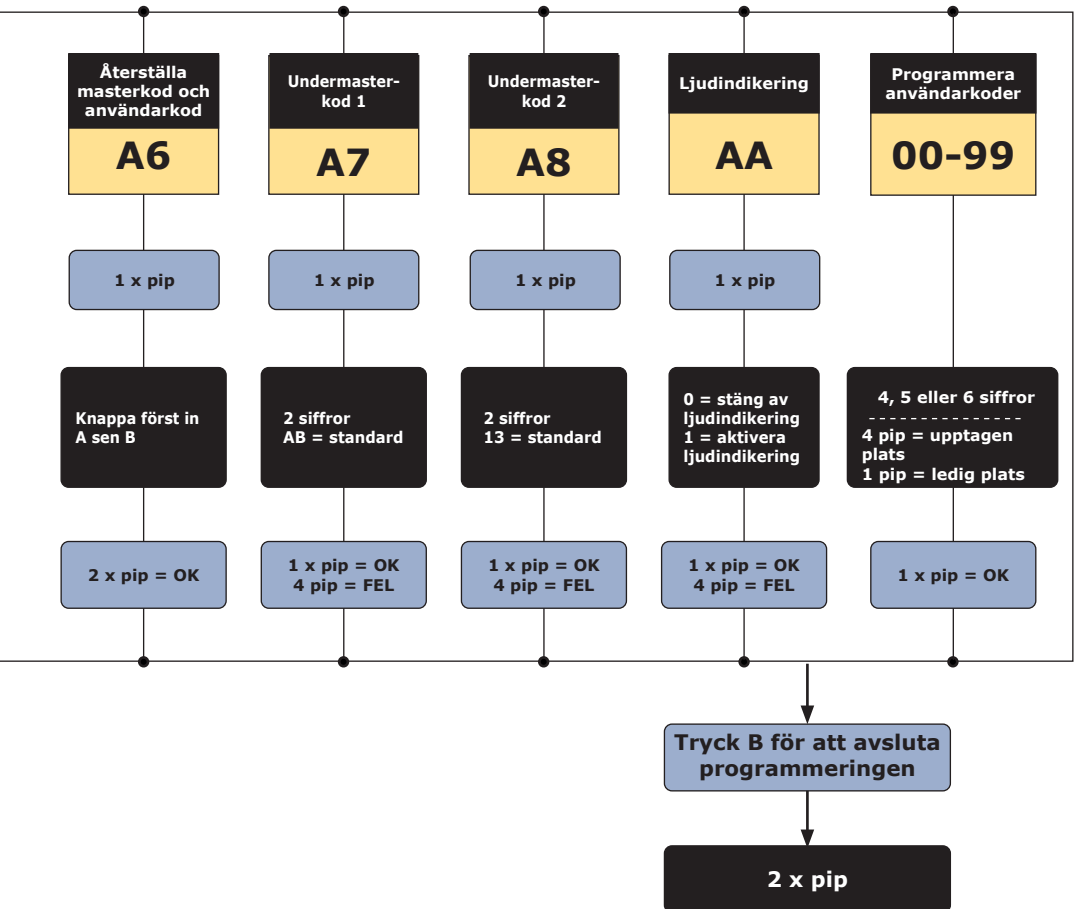 Återställa
masterkod och
användarkod
A6
1 x pip
Knappa först in
A sen B
2 x pip = OK
Undermaster-
kod 1
A7
1 x pip
2 siffror
AB = standard
1 x pip = OK
4 pip = FEL
Undermaster-
kod 2
A8
1 x pip
2 siffror
13 = standard
1 x pip = OK
4 pip = FEL
Ljudindikering
AA
1 x pip
0 = stäng av
ljudindikering
1 = aktivera
ljudindikering
1 x pip = OK
4 pip = FEL
Programmera
användarkoder
00-99
4, 5 eller 6 siffror
- - - - - - - - - - - - - - -
4 pip = upptagen
plats
1 pip = ledig plats
1 x pip = OK
Tryck B för att avsluta
programmeringen
2 x pip